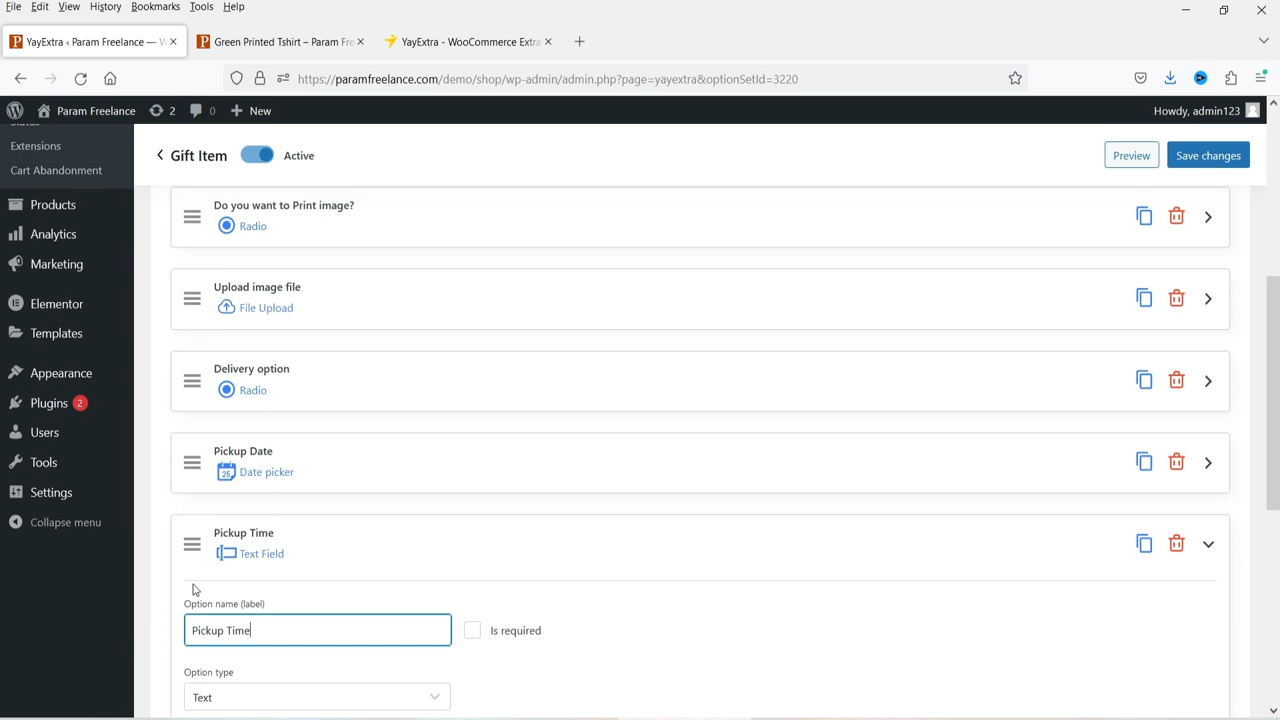 File Edit View History Bookmarks Tools Help
YayExtra ‹ Param Freelance — W
Green Printed Tshirt – Param Fre
YayExtra - WooCommerce Extra
https://paramfreelance.com/demo/shop/wp-admin/admin.php?page=yayextra&optionSetId=3220
Param Freelance 2 0 New
Howdy, admin123
Status
Extensions
Cart Abandonment
Products
Analytics
Marketing
Elementor
Templates
Appearance
Plugins 2
Users
Tools
Settings
Collapse menu
Gift Item Active
Preview Save changes
Do you want to Print image?
Radio
Upload image file
File Upload
Delivery option
Radio
Pickup Date
25 Date picker
Pickup Time
Text Field
Option name (label)
Pickup Time Is required
Option type
Text